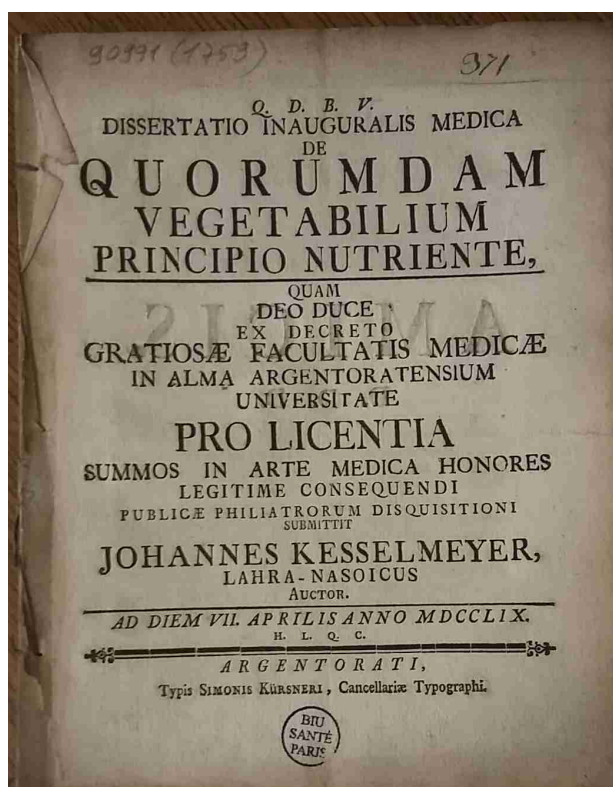 90991 (1759)
971
Q. D. B. V.
DISSERTATIO INAUGURALIS MEDICA
DE
QUORUMDAM
VEGETABILIUM
PRINCIPIO NUTRIENTE,
QUAM
DEO DUCE
EX DECRETO
GRATIOSÆ FACULTATIS MEDICÆ
IN ALMA ARGENTORATENSIUM
UNIVERSITATE
PRO LICENTIA
SUMMOS IN ARTE MEDICA HONORES
LEGITIME CONSEQUENDI
PUBLICÆ PHILIATRORUM DISQUISITIONI
SUBMITTIT
JOHANNES KESSELMEYER,
LAHRA-NASOICUS
AUCTOR.
AD DIEM VII. APRILIS ANNO MDCCLIX.
H. L. Q. C.
ARGENTORATI,
Typis SIMONIS KÜRSNERI, Cancellariæ Typographi.
BIU
SANTÉ
PARIS